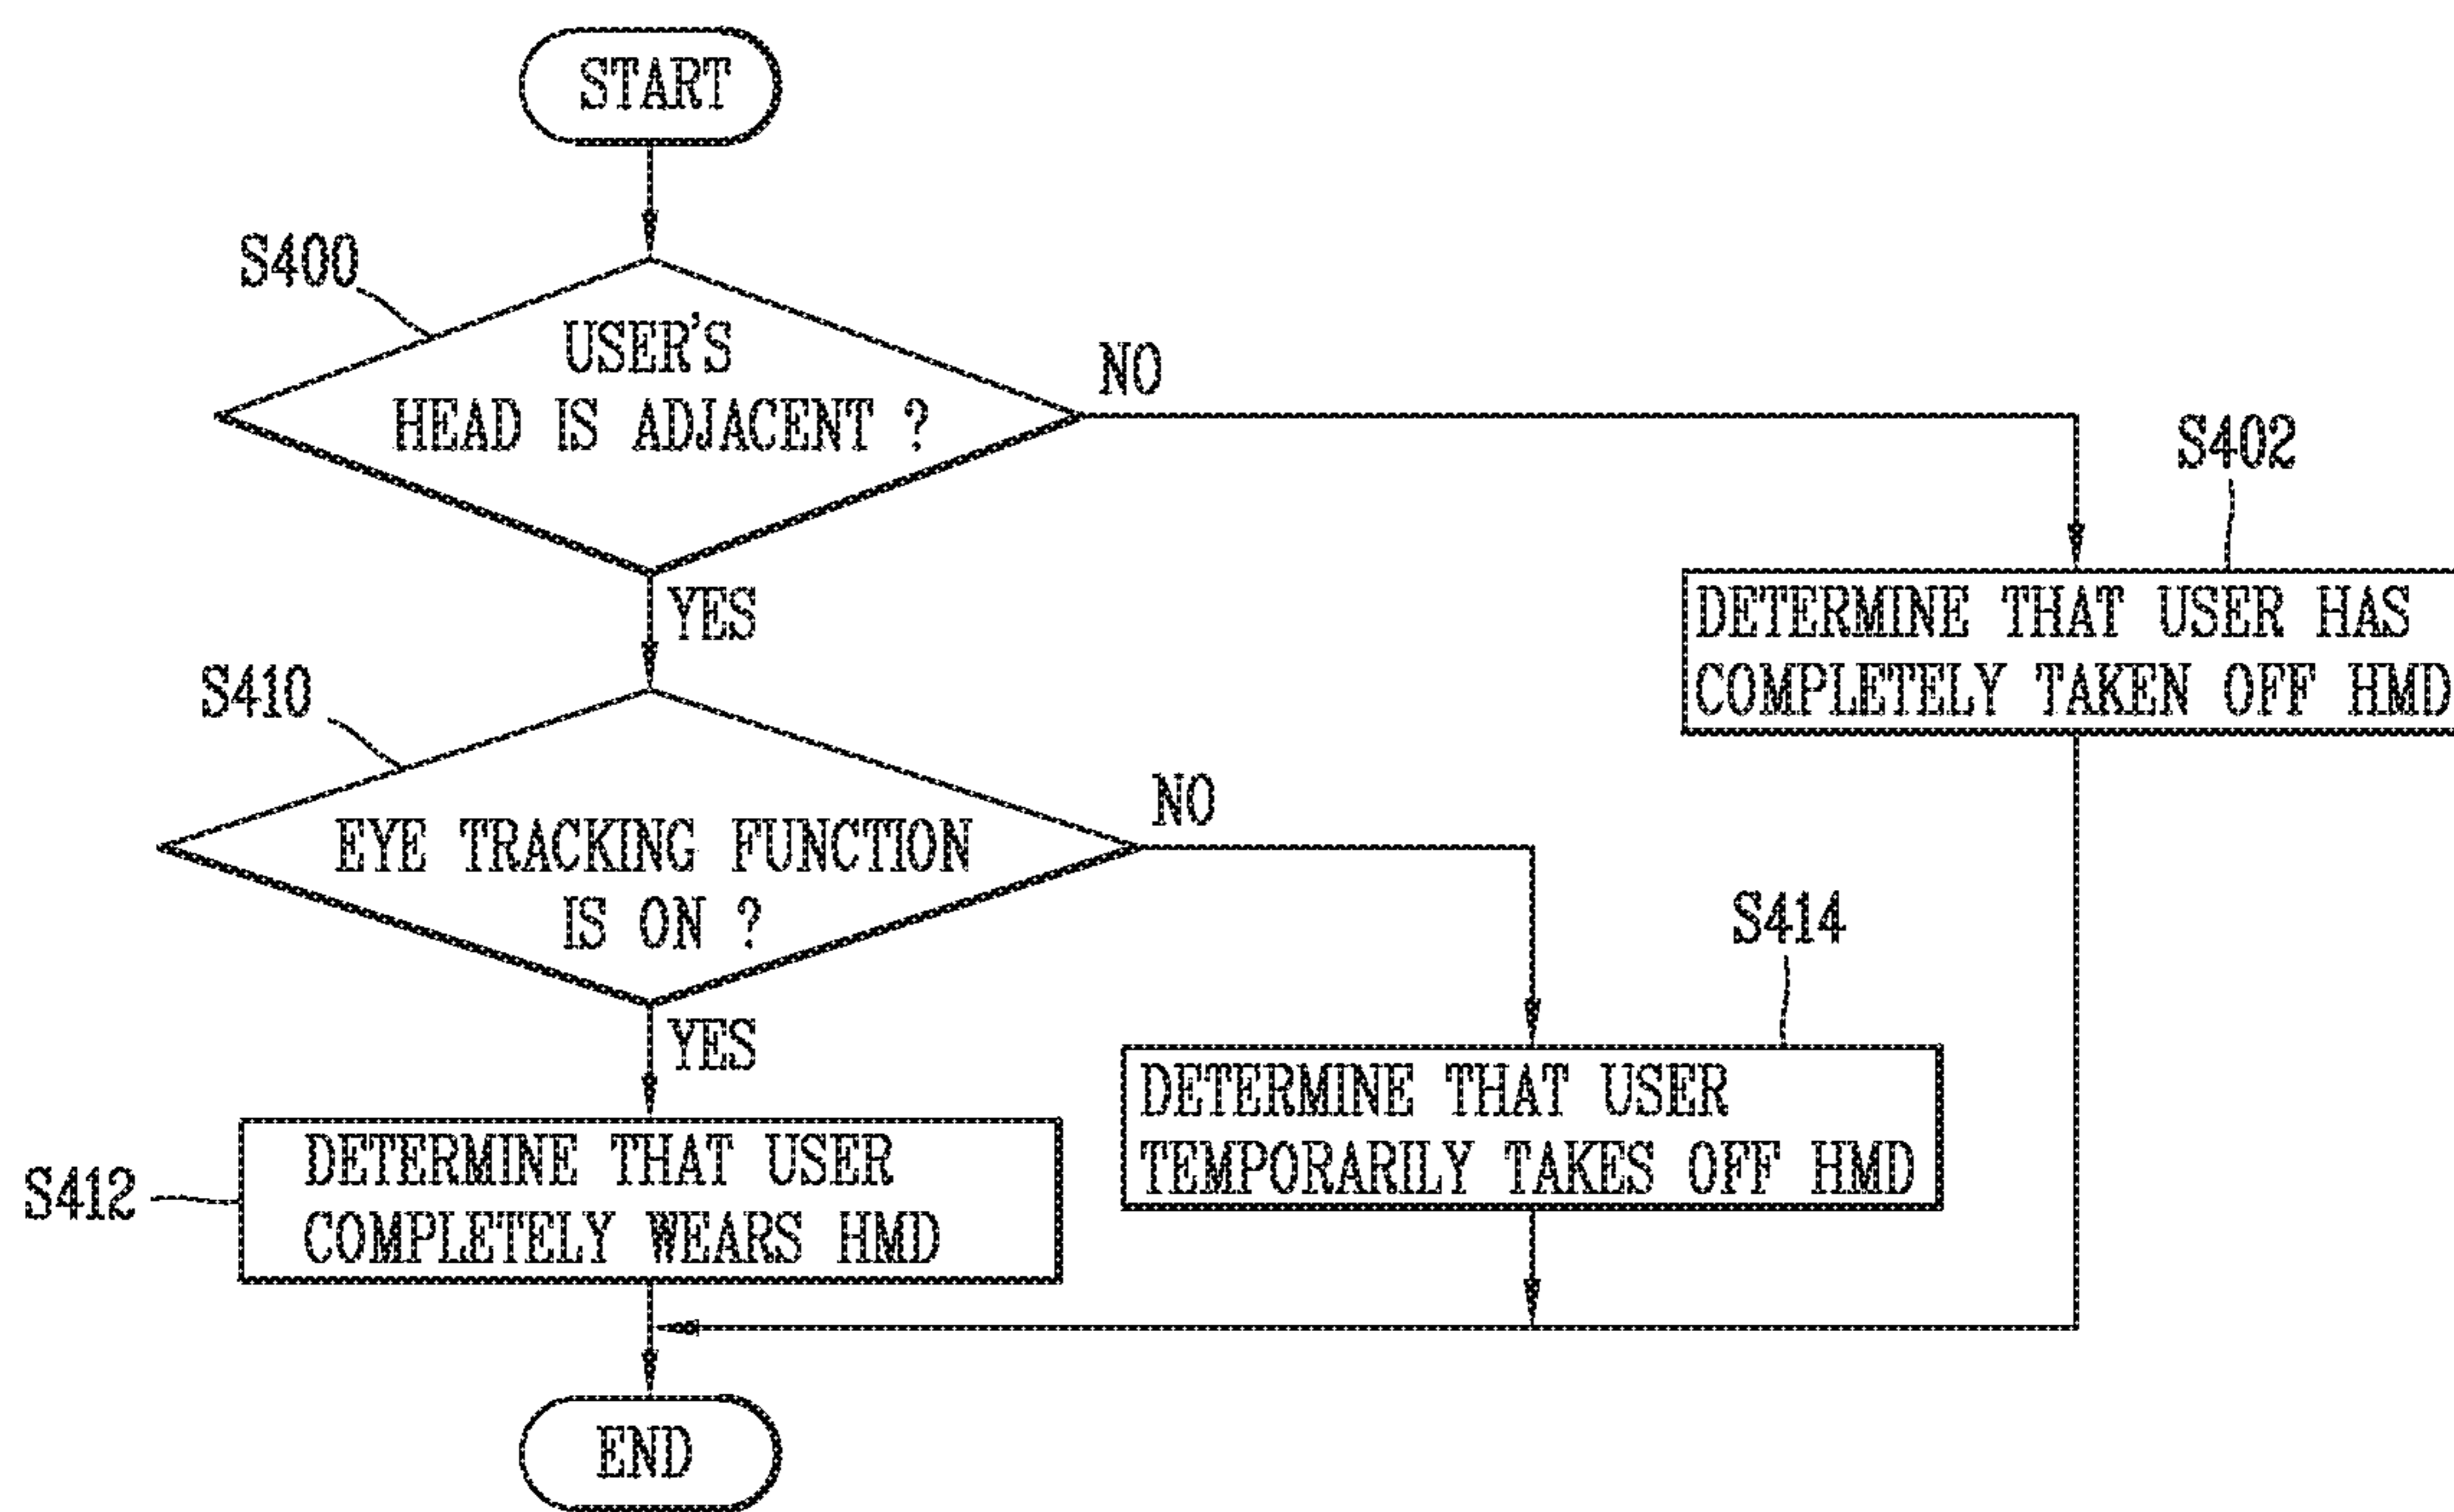 START
S400
USER'S
HEAD IS ADJACENT ?
NO
S402
DETERMINE THAT USER HAS
COMPLETELY TAKEN OFF HMD
YES
S410
EYE TRACKING FUNCTION
IS ON ?
NO
S414
DETERMINE THAT USER
TEMPORARILY TAKES OFF HMD
YES
S412
DETERMINE THAT USER
COMPLETELY WEARS HMD
END